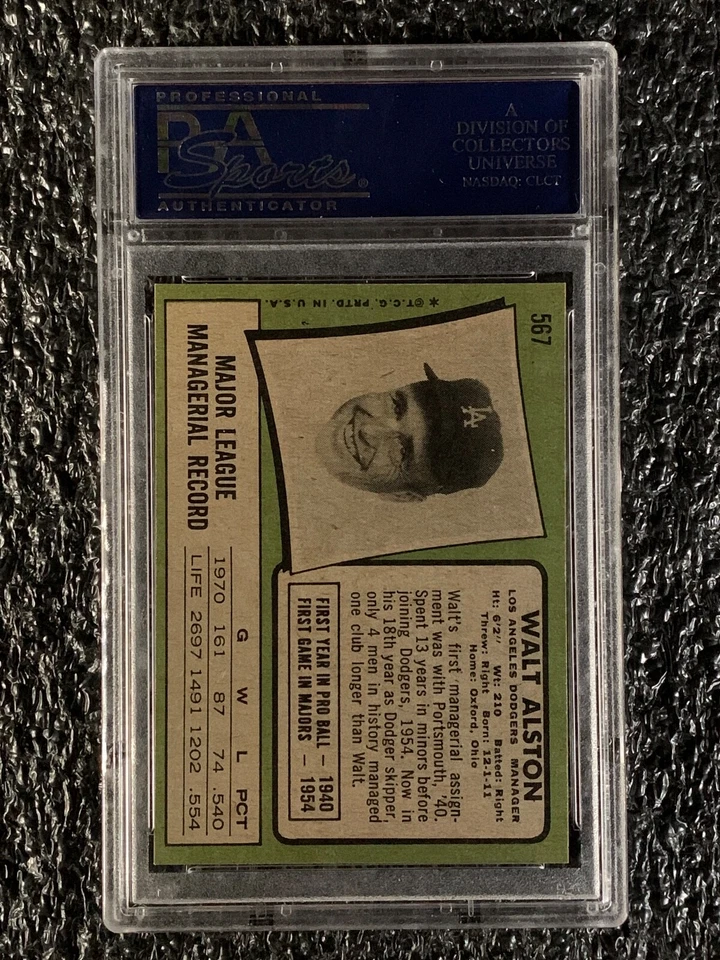 PROFESSIONAL
PSA
Sports®
AUTHENTICATOR
A
DIVISION OF
COLLECTORS
UNIVERSE
NASDAQ: CLCT
567
WALT ALSTON
LOS ANGELES DODGERS MANAGER
Ht: 6'2" Wt: 210 Batted: Right
Threw: Right Born: 12-1-11
Home: Oxford, Ohio
Walt's first managerial assign-
ment was with Portsmouth, '40.
Spent 13 years in minors before
joining Dodgers, 1954. Now in
his 18th year as Dodger skipper,
only 4 men in history managed
one club longer than Walt.
FIRST YEAR IN PRO BALL — 1940
FIRST GAME IN MAJORS — 1954
LA
MAJOR LEAGUE
MANAGERIAL RECORD
G W L PCT
1970 161 87 74 .540
LIFE 2697 1491 1202 .554
* © T.C.G. PRTD. IN U.S.A.